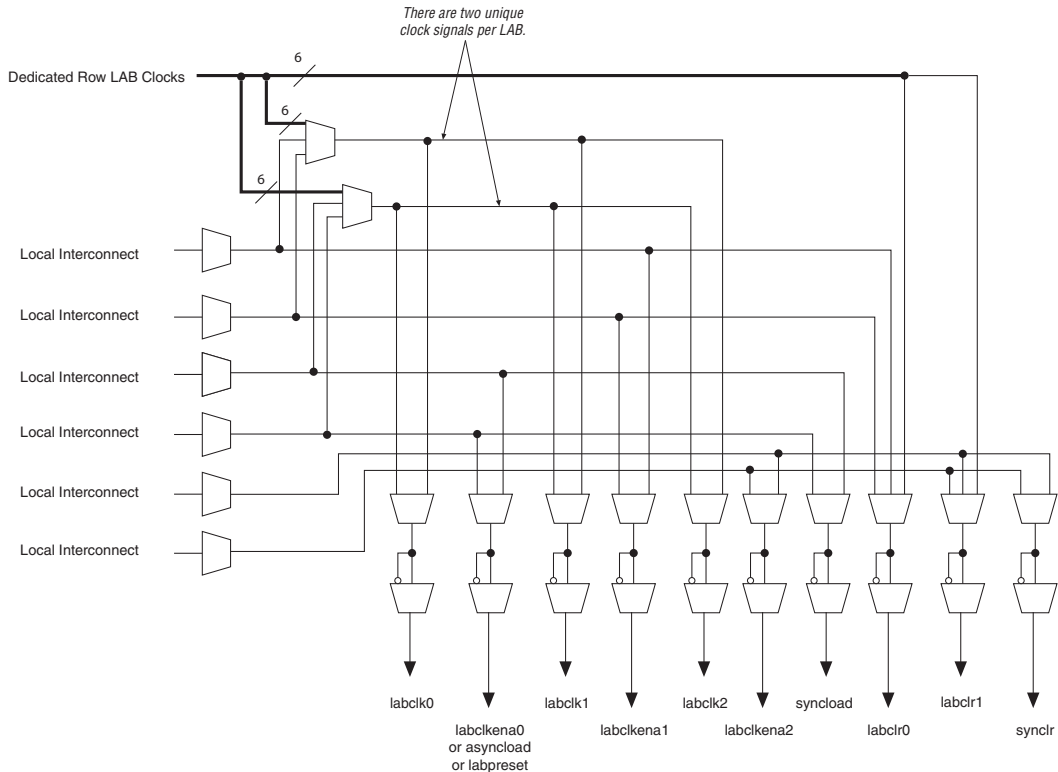 There are two unique
clock signals per LAB.
6
Dedicated Row LAB Clocks
6
6
Local Interconnect
Local Interconnect
Local Interconnect
Local Interconnect
Local Interconnect
Local Interconnect
labclk0
labclk1
labclk2
syncload
labclr1
labclkena0
or asyncload
or labpreset
labclkena1
labclkena2
labclr0
synclr